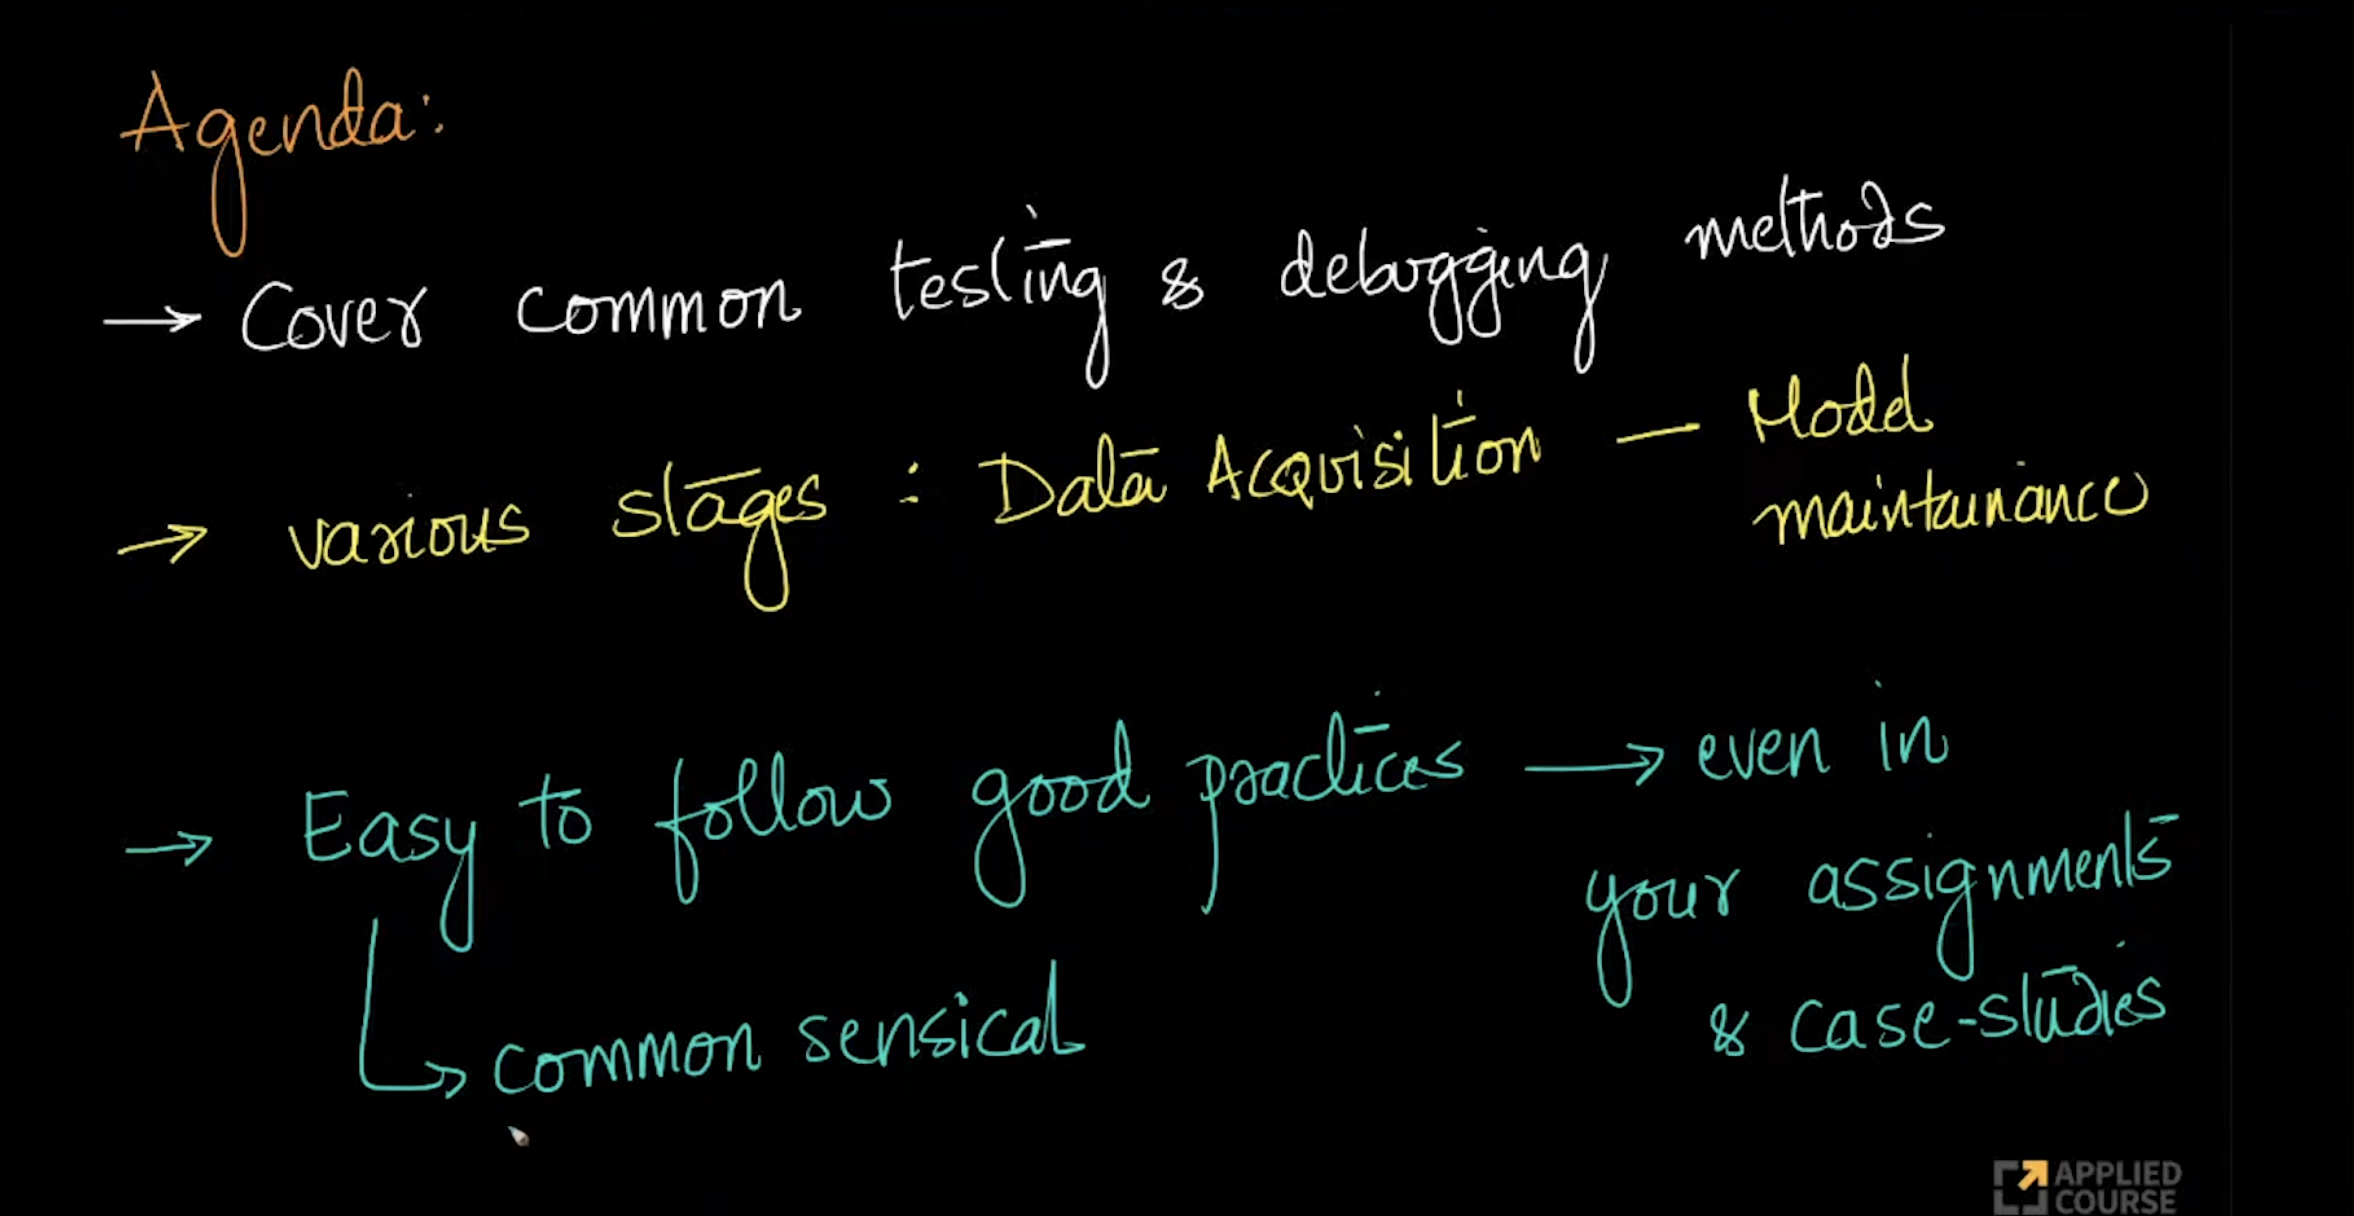 Agenda:
→ Cover common testing & debugging methods
→ various stages : Data Acquisition — Model
maintainance
→ Easy to follow good practices → even in
your assignments
& case-studies
↳ common sensical
APPLIED
COURSE